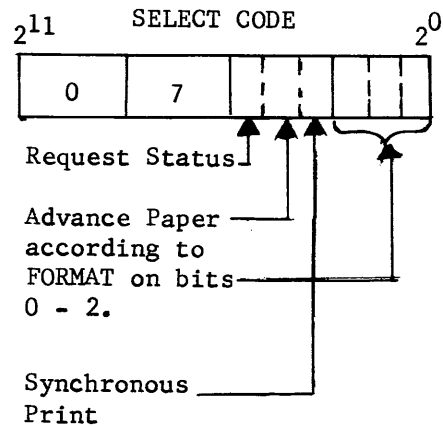 SELECT CODE
2^11 2^0
0 7
Request Status
Advance Paper
according to
FORMAT on bits
0 - 2.
Synchronous
Print